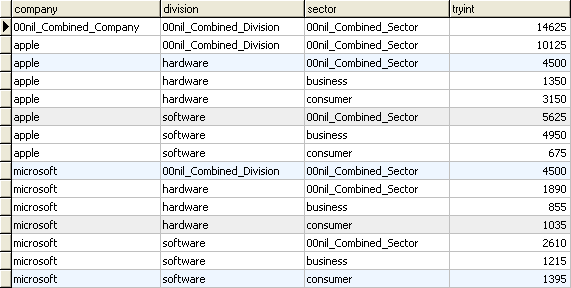 company division sector tryint
00nil_Combined_Company 00nil_Combined_Division 00nil_Combined_Sector 14625
apple 00nil_Combined_Division 00nil_Combined_Sector 10125
apple hardware 00nil_Combined_Sector 4500
apple hardware business 1350
apple hardware consumer 3150
apple software 00nil_Combined_Sector 5625
apple software business 4950
apple software consumer 675
microsoft 00nil_Combined_Division 00nil_Combined_Sector 4500
microsoft hardware 00nil_Combined_Sector 1890
microsoft hardware business 855
microsoft hardware consumer 1035
microsoft software 00nil_Combined_Sector 2610
microsoft software business 1215
microsoft software consumer 1395